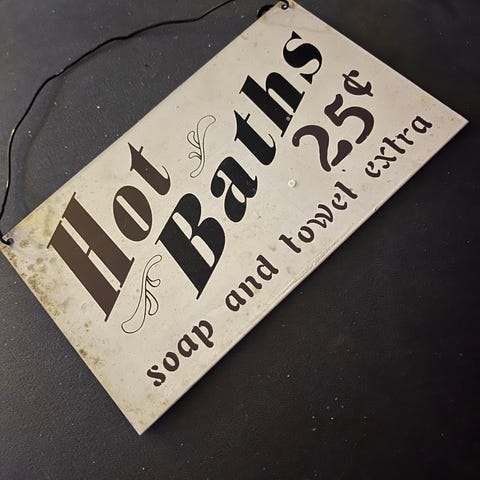 Hot
Baths
25¢
soap and towel extra